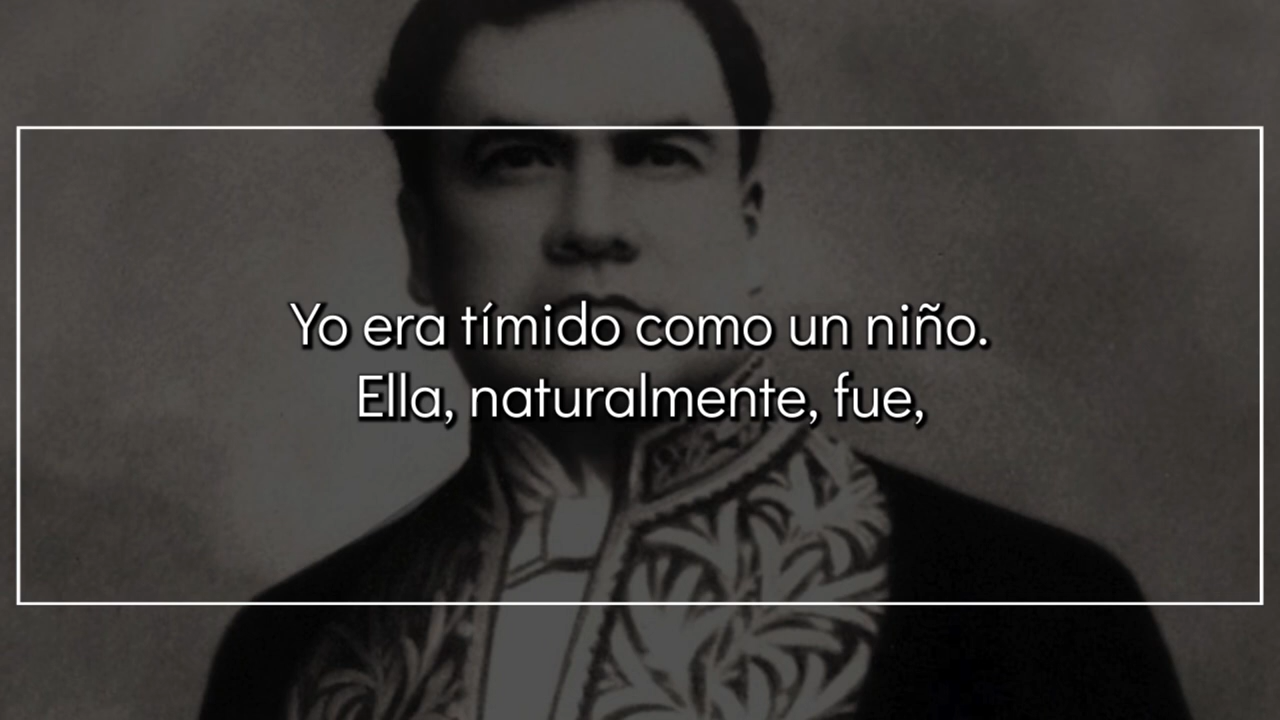 Yo era tímido como un niño.
Ella, naturalmente, fue,